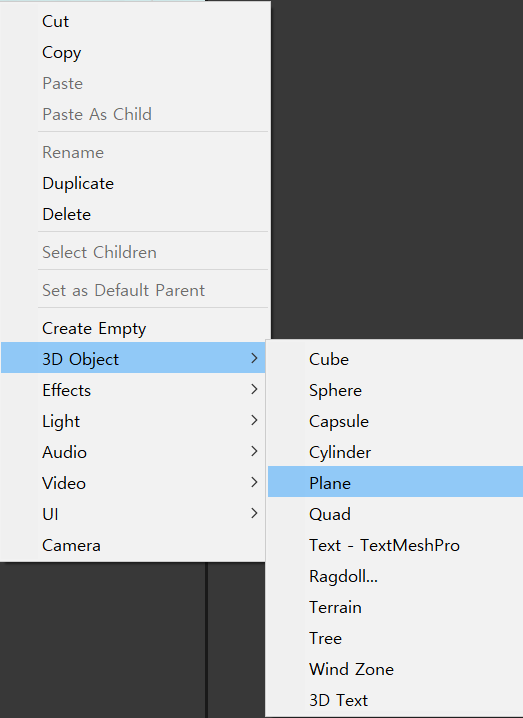 Cut
Copy
Paste
Paste As Child
Rename
Duplicate
Delete
Select Children
Set as Default Parent
Create Empty
3D Object
Effects
Light
Audio
Video
UI
Camera
Cube
Sphere
Capsule
Cylinder
Plane
Quad
Text - TextMeshPro
Ragdoll...
Terrain
Tree
Wind Zone
3D Text